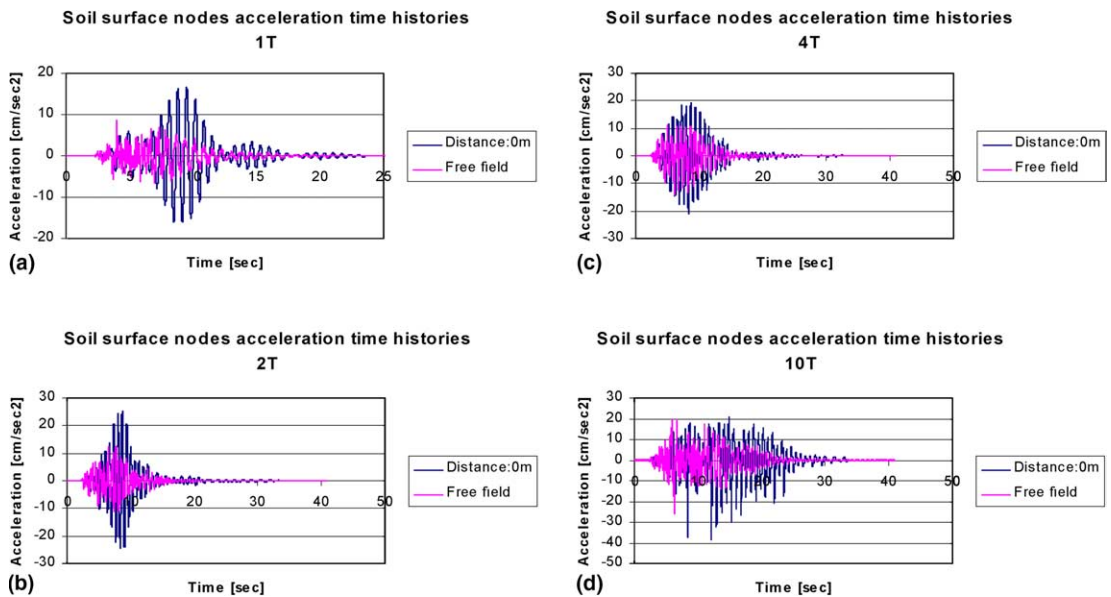 Soil surface nodes acceleration time histories
1T
Acceleration [cm/sec2]
20
10
0
-10
-20
0
5
10
15
20
25
Time [sec]
Distance:0m
Free field
(a)
Soil surface nodes acceleration time histories
4T
Acceleration [cm/sec2]
30
20
10
0
-10
-20
-30
0
10
20
30
40
50
Time [sec]
Distance:0m
Free field
(c)
Soil surface nodes acceleration time histories
2T
Acceleration [cm/sec2]
30
20
10
0
-10
-20
-30
0
10
20
30
40
50
Time [sec]
Distance:0m
Free field
(b)
Soil surface nodes acceleration time histories
10T
Acceleration [cm/sec2]
30
20
10
0
-10
-20
-30
-40
-50
0
10
20
30
40
50
Time [sec]
Distance:0m
Free field
(d)